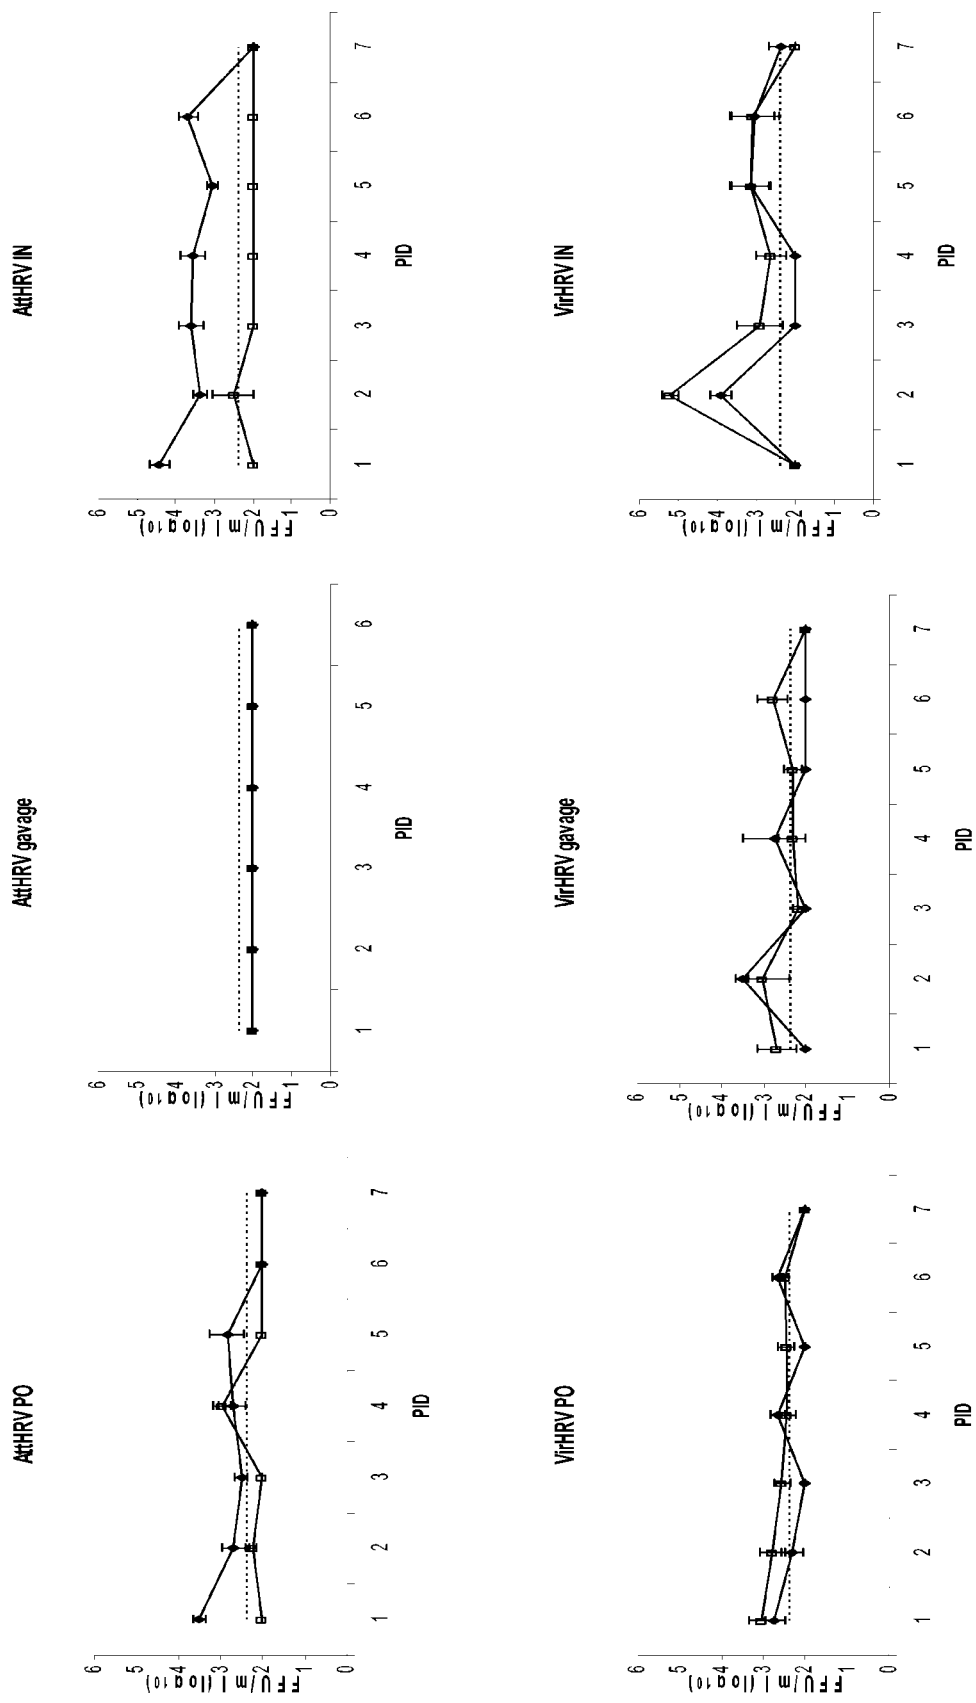 AttHRV IN
6
5
4
3
2
1
0
FFU/ml (log10)
1 2 3 4 5 6 7
PID
VirHRV IN
6
5
4
3
2
1
0
FFU/ml (log10)
1 2 3 4 5 6 7
PID
AttHRV gavage
6
5
4
3
2
1
0
FFU/ml (log10)
1 2 3 4 5 6
PID
VirHRV gavage
6
5
4
3
2
1
0
FFU/ml (log10)
1 2 3 4 5 6 7
PID
AttHRV PO
6
5
4
3
2
1
0
FFU/ml (log10)
1 2 3 4 5 6 7
PID
VirHRV PO
6
5
4
3
2
1
0
FFU/ml (log10)
1 2 3 4 5 6 7
PID